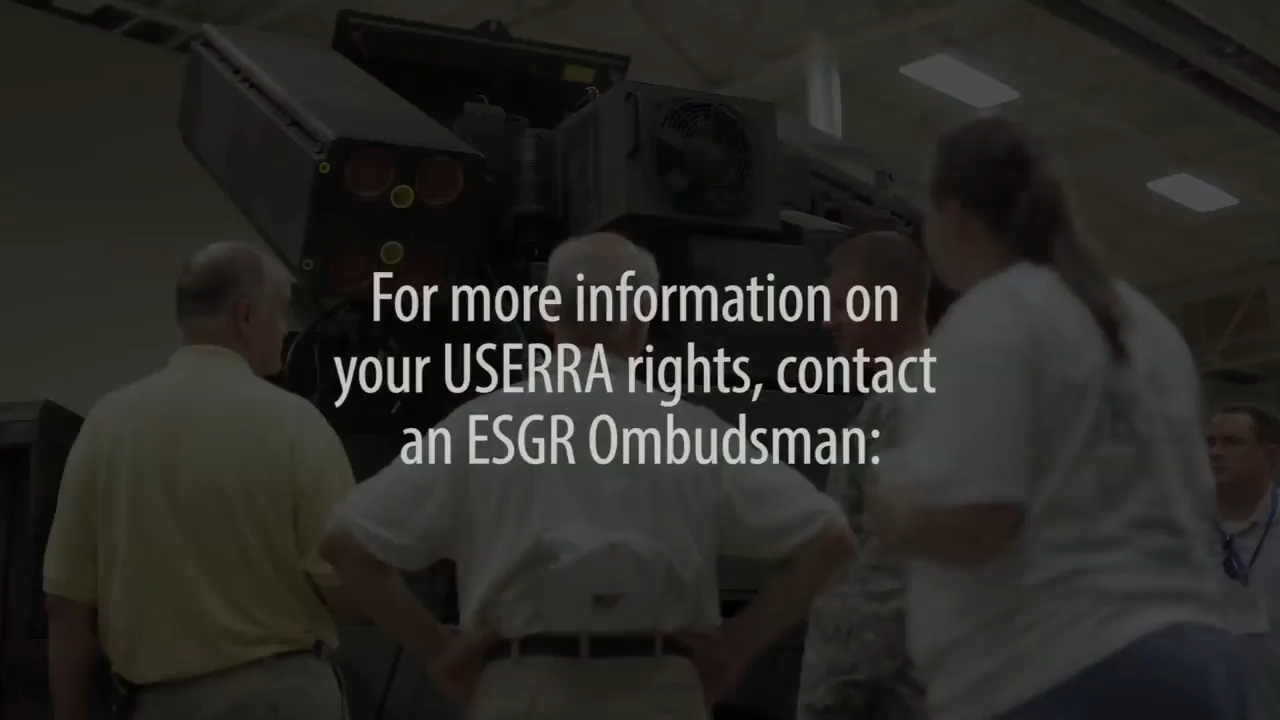 For more information on
your USERRA rights, contact
an ESGR Ombudsman: